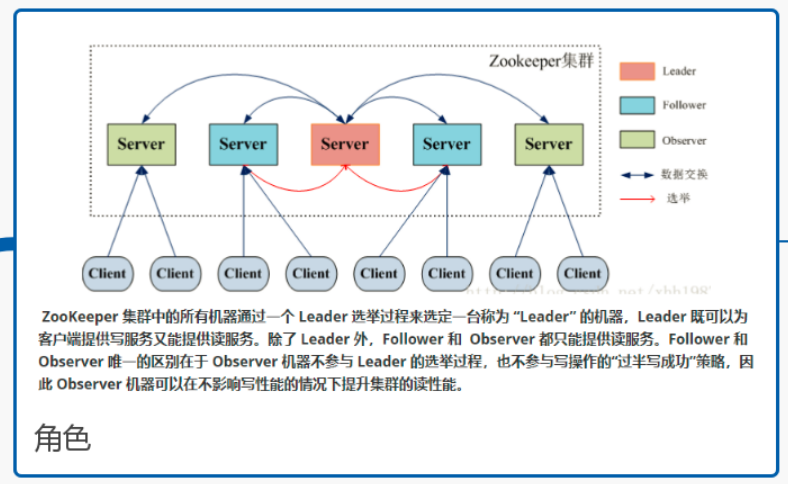 Zookeeper集群
Leader
Follower
Observer
数据交换
选举
Server Server Server Server Server
Client Client Client Client Client Client Client Client
ZooKeeper 集群中的所有机器通过一个 Leader 选举过程来选定一台称为 “Leader” 的机器，Leader 既可以为
客户端提供写服务又能提供读服务。除了 Leader 外，Follower 和 Observer 都只能提供读服务。Follower 和
Observer 唯一的区别在于 Observer 机器不参与 Leader 的选举过程，也不参与写操作的“过半写成功”策略，因
此 Observer 机器可以在不影响写性能的情况下提升集群的读性能。
角色